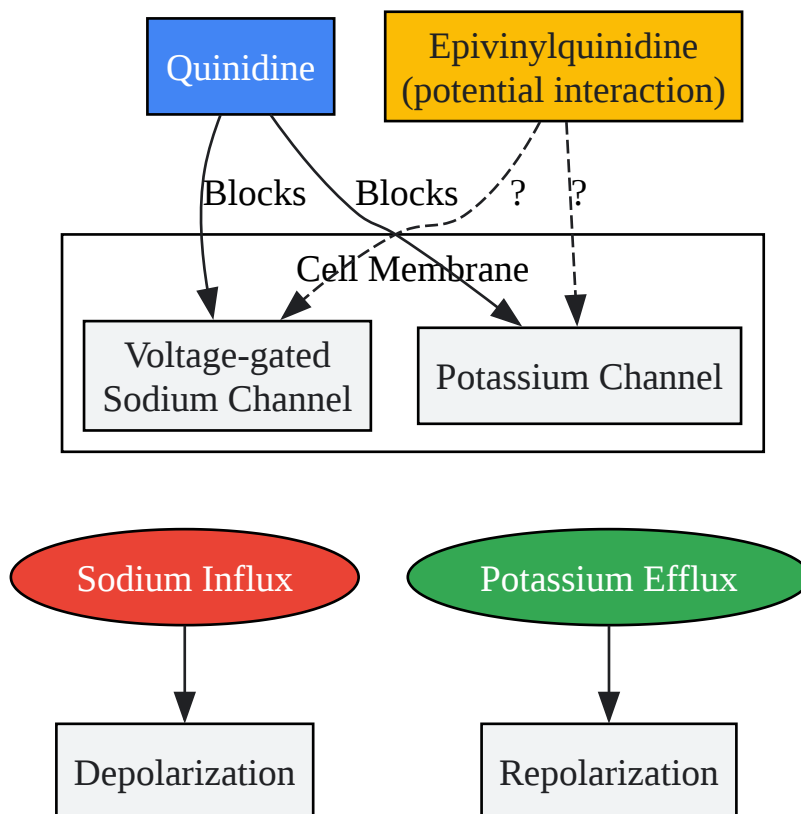 Quinidine
Epivinylquinidine
(potential interaction)
Blocks
Blocks
?
?
Cell Membrane
Voltage-gated
Sodium Channel
Potassium Channel
Sodium Influx
Potassium Efflux
Depolarization
Repolarization